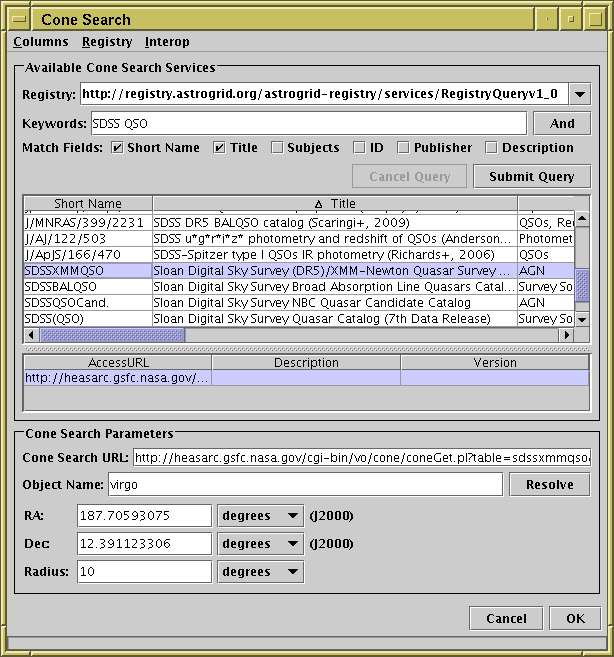 Cone Search
Columns Registry Interop
Available Cone Search Services
Registry: http://registry.astrogrid.org/astrogrid-registry/services/RegistryQueryv1_0
Keywords: SDSS QSO And
Match Fields: Short Name Title Subjects ID Publisher Description
Cancel Query Submit Query
Short Name Δ Title
J/MNRAS/399/2231 SDSS DR5 BALQSO catalog (Scaringi+, 2009) QSOs, Re
J/AJ/122/503 SDSS u*g*r*i*z* photometry and redshift of QSOs (Anderson... Photomet
J/ApJS/166/470 SDSS-Spitzer type I QSOs IR photometry (Richards+, 2006) QSOs
SDSSXMMQSO Sloan Digital Sky Survey (DR5)/XMM-Newton Quasar Survey ... AGN
SDSSBALQSO Sloan Digital Sky Survey Broad Absorption Line Quasars Catal... Survey So
SDSSQSOCand. Sloan Digital Sky Survey NBC Quasar Candidate Catalog AGN
SDSS(QSO) Sloan Digital Sky Survey Quasar Catalog (7th Data Release) Survey So
AccessURL Description Version
http://heasarc.gsfc.nasa.gov/...
Cone Search Parameters
Cone Search URL: http://heasarc.gsfc.nasa.gov/cgi-bin/vo/cone/coneGet.pl?table=sdssxmmqso
Object Name: virgo Resolve
RA: 187.70593075 degrees (J2000)
Dec: 12.391123306 degrees (J2000)
Radius: 10 degrees
Cancel OK